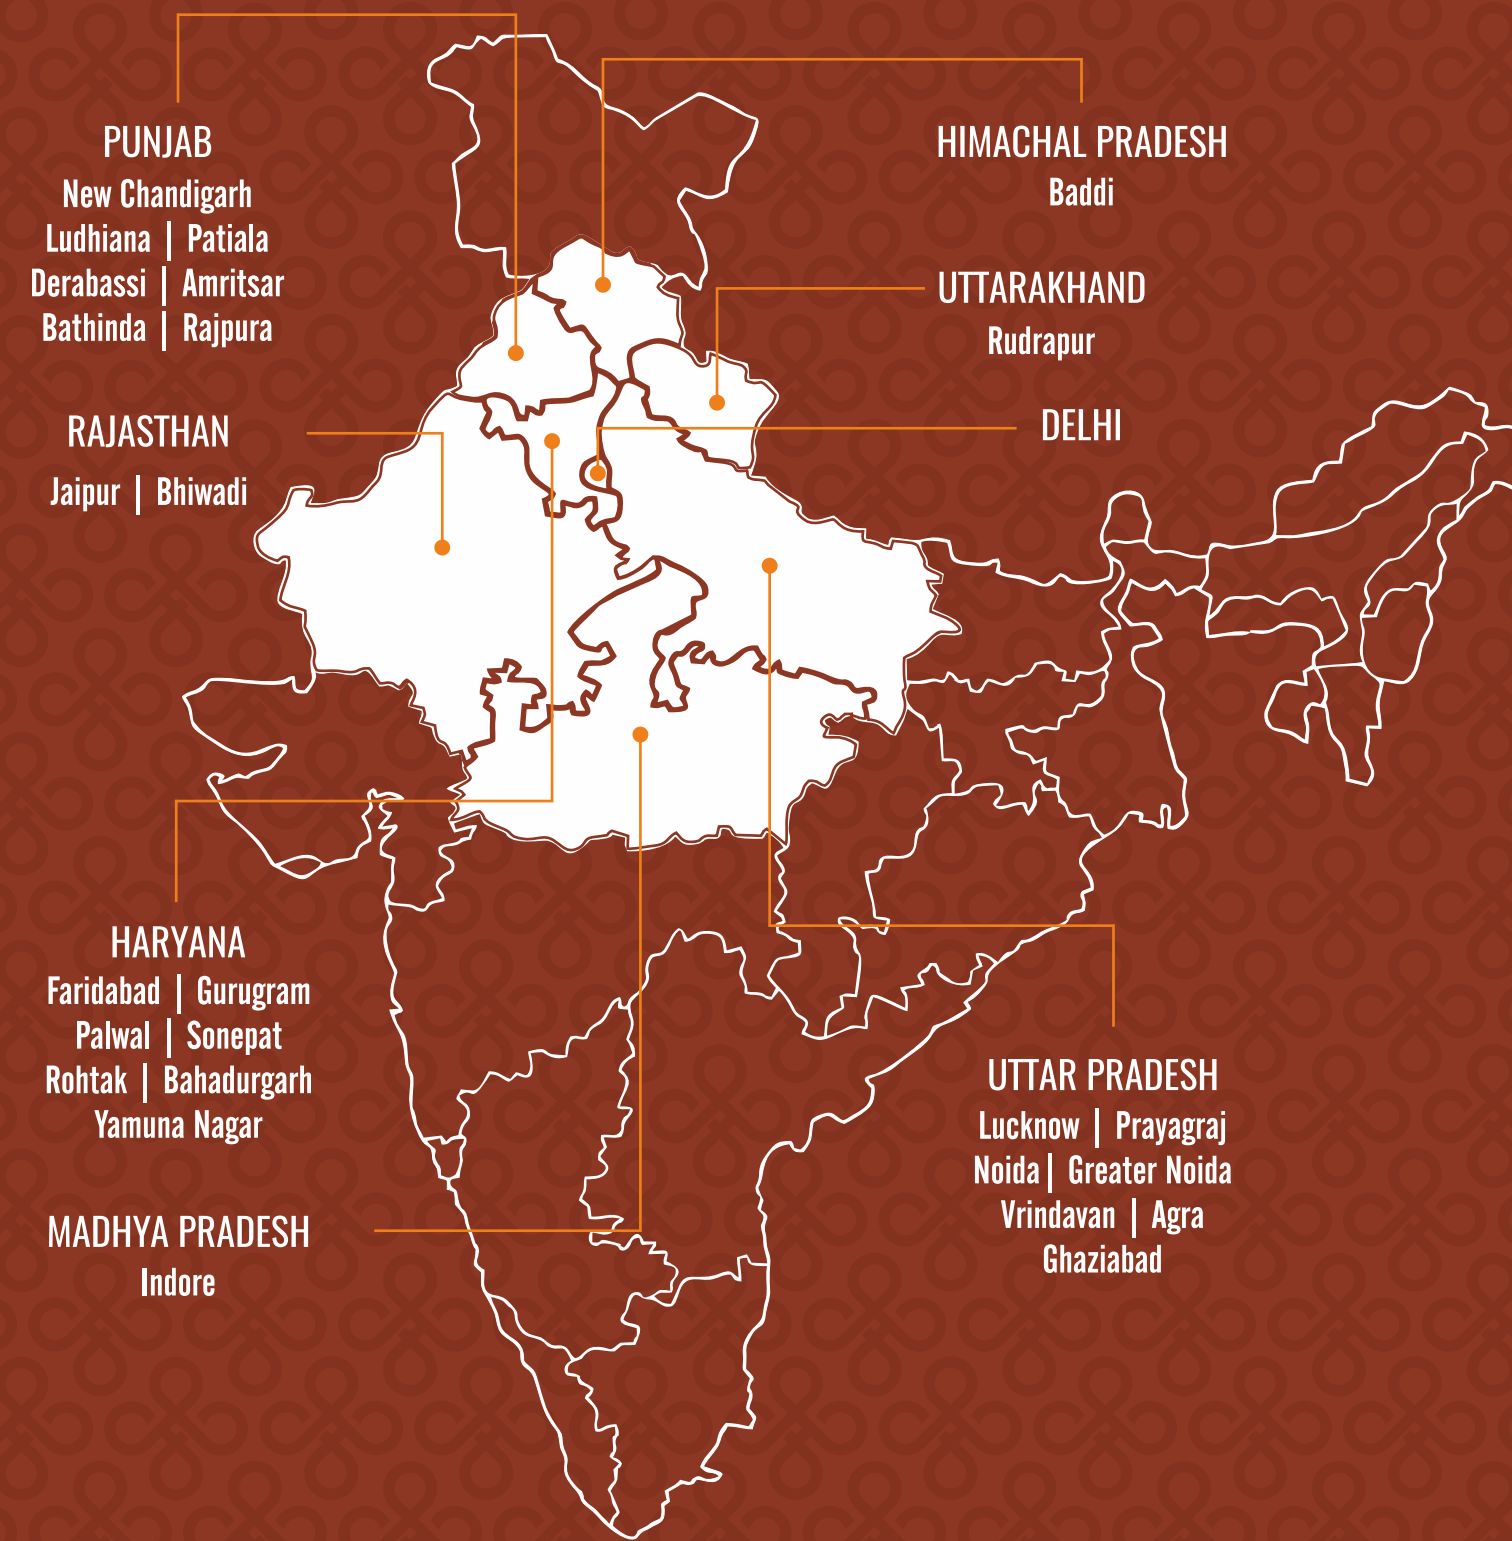 PUNJAB
New Chandigarh
Ludhiana | Patiala
Derabassi | Amritsar
Bathinda | Rajpura
RAJASTHAN
Jaipur | Bhiwadi
HIMACHAL PRADESH
Baddi
UTTARAKHAND
Rudrapur
DELHI
HARYANA
Faridabad | Gurugram
Palwal | Sonepat
Rohtak | Bahadurgarh
Yamuna Nagar
MADHYA PRADESH
Indore
UTTAR PRADESH
Lucknow | Prayagraj
Noida | Greater Noida
Vrindavan | Agra
Ghaziabad